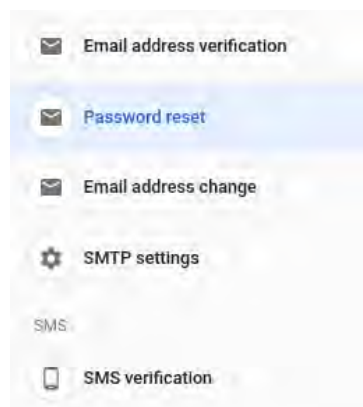 Email address verification
Password reset
Email address change
SMTP settings
SMS
SMS verification